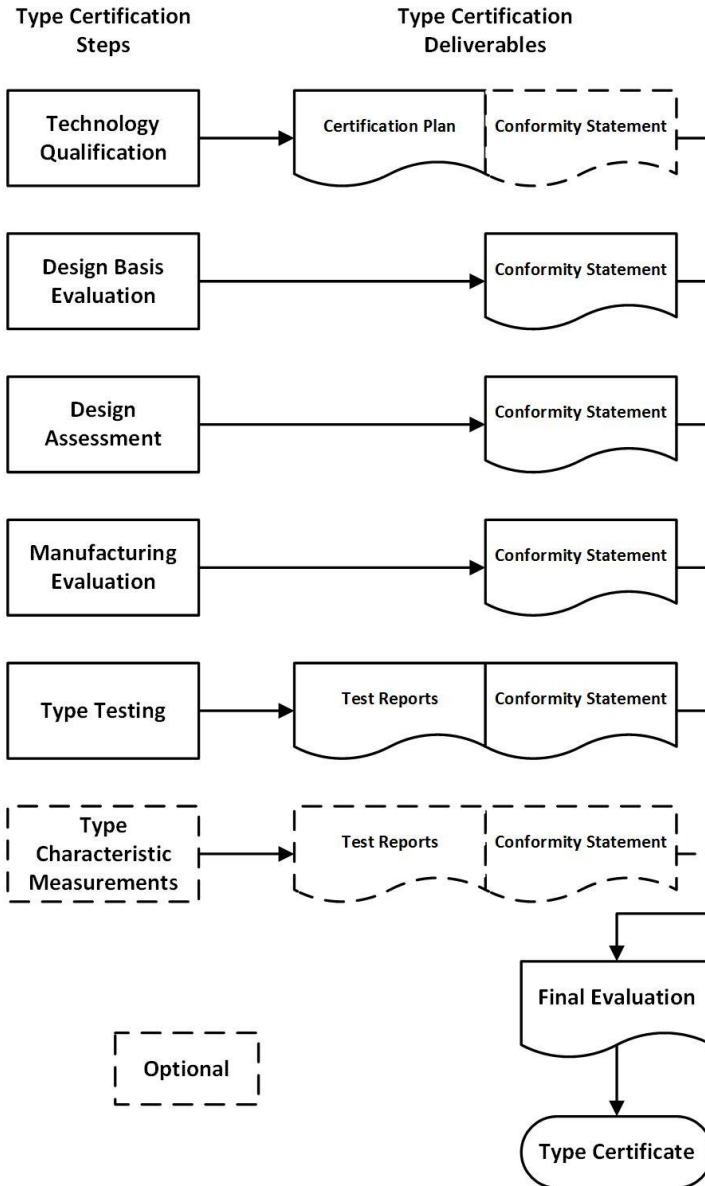 Type Certification
Steps
Type Certification
Deliverables
Technology
Qualification
Certification Plan
Conformity Statement
Design Basis
Evaluation
Conformity Statement
Design
Assessment
Conformity Statement
Manufacturing
Evaluation
Conformity Statement
Type Testing
Test Reports
Conformity Statement
Type
Characteristic
Measurements
Test Reports
Conformity Statement
Final Evaluation
Optional
Type Certificate